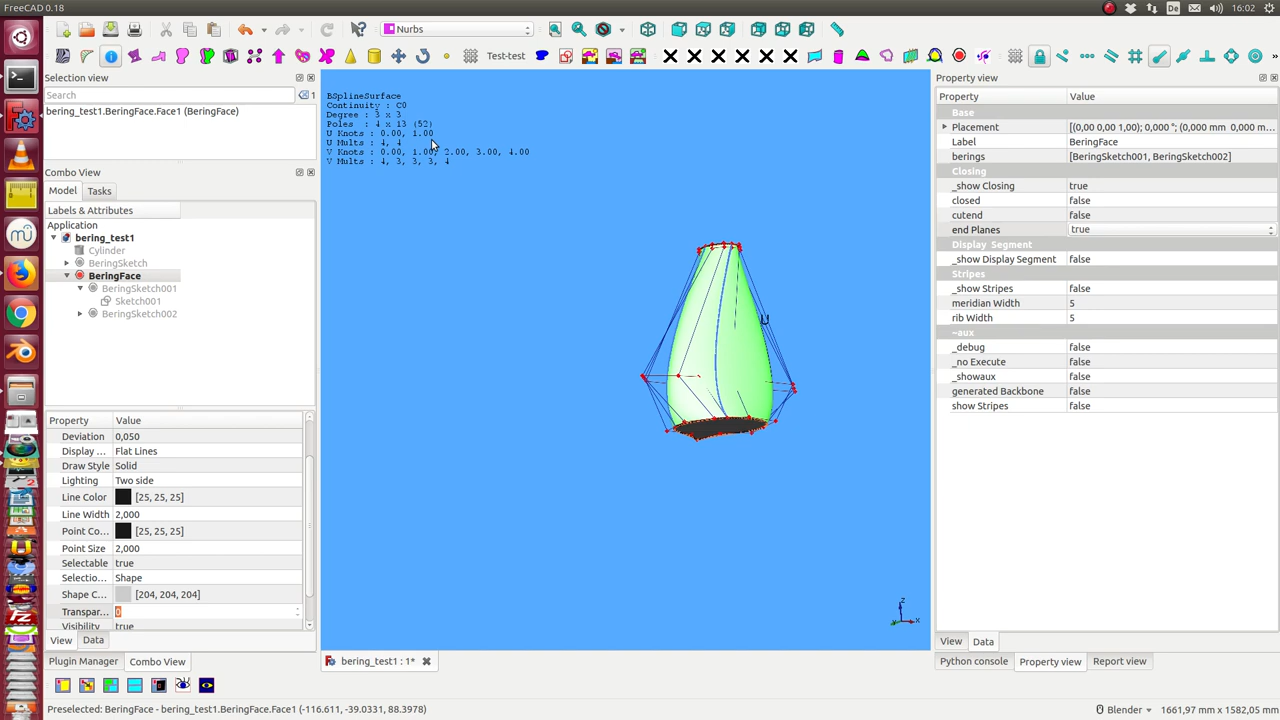 FreeCAD 0.18
De
16:02
Nurbs
Test-test
Selection view
Search
1
bering_test1.BeringFace.Face1 (BeringFace)
Combo View
Model
Tasks
Labels & Attributes
Application
bering_test1
Cylinder
BeringSketch
BeringFace
BeringSketch001
Sketch001
BeringSketch002
Property Value
Deviation 0,050
Display ... Flat Lines
Draw Style Solid
Lighting Two side
Line Color [25, 25, 25]
Line Width 2,000
Point Co... [25, 25, 25]
Point Size 2,000
Selectable true
Selectio... Shape
Shape C... [204, 204, 204]
Transpar... 0
Visibility true
View
Data
Plugin Manager
Combo View
BSplineSurface
Continuity : C0
Degree : 3 x 3
Poles : 4 x 13 (52)
U Knots : 0.00, 1.00
U Mults : 4, 4
V Knots : 0.00, 1.00, 2.00, 3.00, 4.00
V Mults : 4, 3, 3, 3, 4
U
z
x
y
bering_test1 : 1*
Property view
Property Value
Base
Placement [(0,00 0,00 1,00); 0,000 °; (0,000 mm 0,000 m...
Label BeringFace
berings [BeringSketch001, BeringSketch002]
Closing
_show Closing true
closed false
cutend false
end Planes true
Display Segment
_show Display Segment false
Stripes
_show Stripes false
meridian Width 5
rib Width 5
~aux
_debug false
_no Execute false
_showaux false
generated Backbone false
show Stripes false
View
Data
Python console
Property view
Report view
Preselected: BeringFace - bering_test1.BeringFace.Face1 (-116.611, -39.0331, 88.3978)
Blender
1661,97 mm x 1582,05 mm